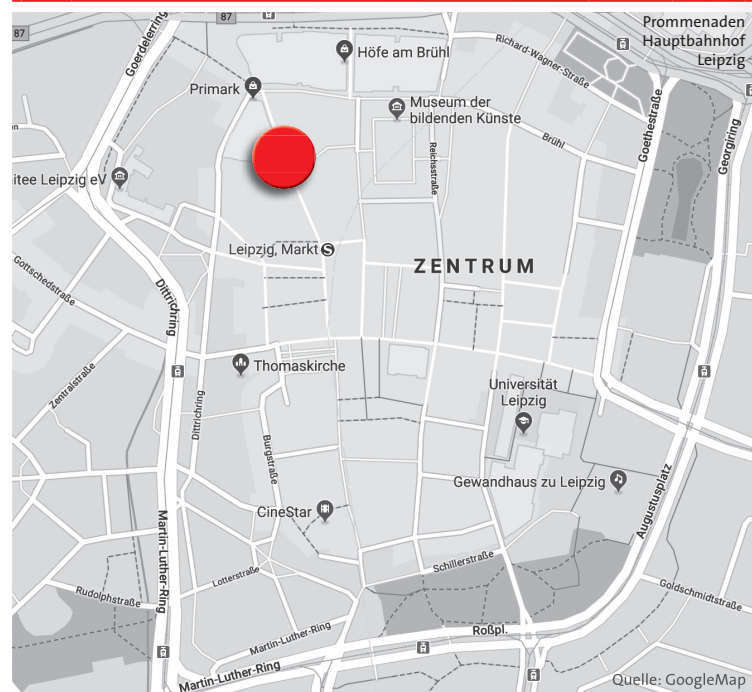 Prommenaden
Hauptbahnhof
Leipzig
87
87
Goerdelerring
Höfe am Brühl
Richard-Wagner-Straße
Primark
Museum der
bildenden Künste
Brühl
Goethestraße
Georgiring
Reichsstraße
itee Leipzig eV
Leipzig, Markt
S
ZENTRUM
Gottschedstraße
Dittrichring
Thomaskirche
Zentralstraße
Universität
Leipzig
Dittrichring
Burgstraße
Gewandhaus zu Leipzig
Augustusplatz
CineStar
Martin-Luther-Ring
Schillerstraße
Lotterstraße
Goldschmidtstraße
Rudolphstraße
Martin-Luther-Ring
Roßpl.
Martin-Luther-Ring
Quelle: GoogleMap